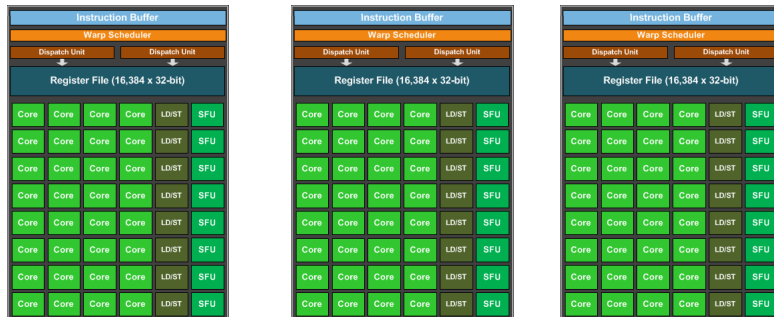 Instruction Buffer Instruction Buffer Instruction Buffer
Warp Scheduler Warp Scheduler Warp Scheduler
Dispatch Unit Dispatch Unit Dispatch Unit Dispatch Unit Dispatch Unit Dispatch Unit
Register File (16,384 x 32-bit) Register File (16,384 x 32-bit) Register File (16,384 x 32-bit)
Core Core Core Core LD/ST SFU Core Core Core Core LD/ST SFU Core Core Core Core LD/ST SFU
Core Core Core Core LD/ST SFU Core Core Core Core LD/ST SFU Core Core Core Core LD/ST SFU
Core Core Core Core LD/ST SFU Core Core Core Core LD/ST SFU Core Core Core Core LD/ST SFU
Core Core Core Core LD/ST SFU Core Core Core Core LD/ST SFU Core Core Core Core LD/ST SFU
Core Core Core Core LD/ST SFU Core Core Core Core LD/ST SFU Core Core Core Core LD/ST SFU
Core Core Core Core LD/ST SFU Core Core Core Core LD/ST SFU Core Core Core Core LD/ST SFU
Core Core Core Core LD/ST SFU Core Core Core Core LD/ST SFU Core Core Core Core LD/ST SFU
Core Core Core Core LD/ST SFU Core Core Core Core LD/ST SFU Core Core Core Core LD/ST SFU